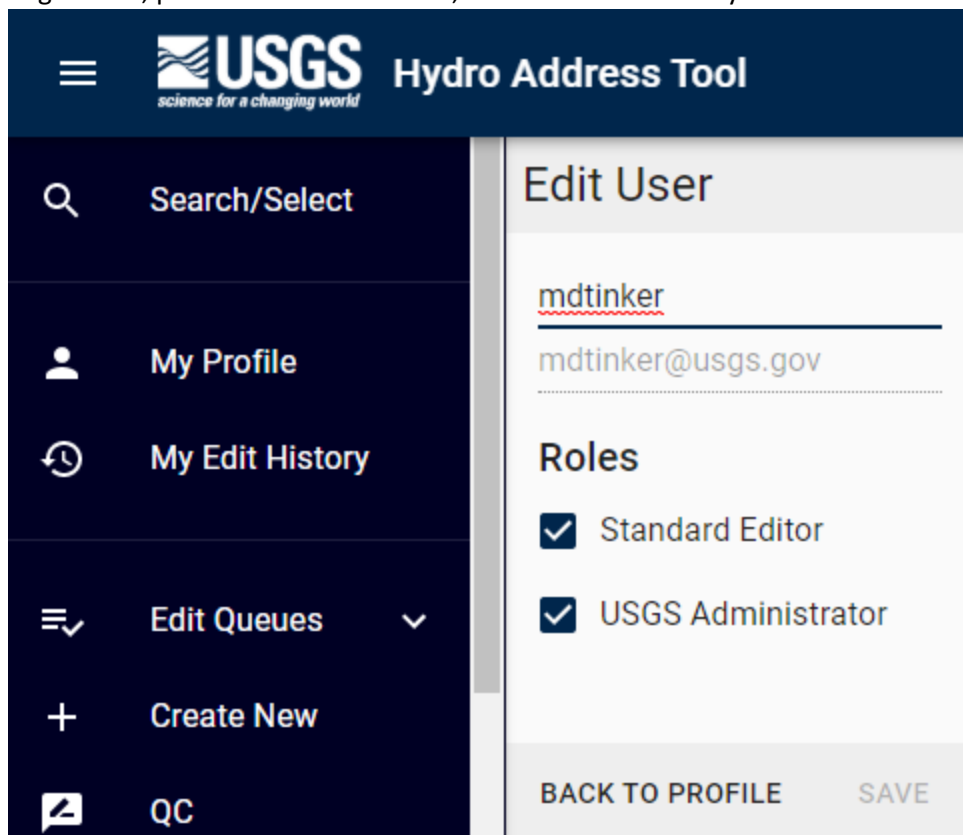 USGS
science for a changing world
Hydro Address Tool
Search/Select
My Profile
My Edit History
Edit Queues
Create New
QC
Edit User
mdtinker
mdtinker@usgs.gov
Roles
Standard Editor
USGS Administrator
BACK TO PROFILE SAVE